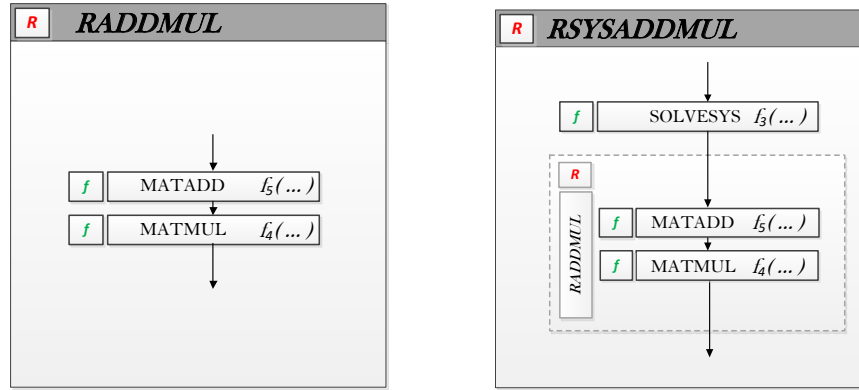 R RADDMUL
f MATADD f5(...)
f MATMUL f4(...)
R RSYSADDMUL
f SOLVESYS f3(...)
R
RADDMUL
f MATADD f5(...)
f MATMUL f4(...)